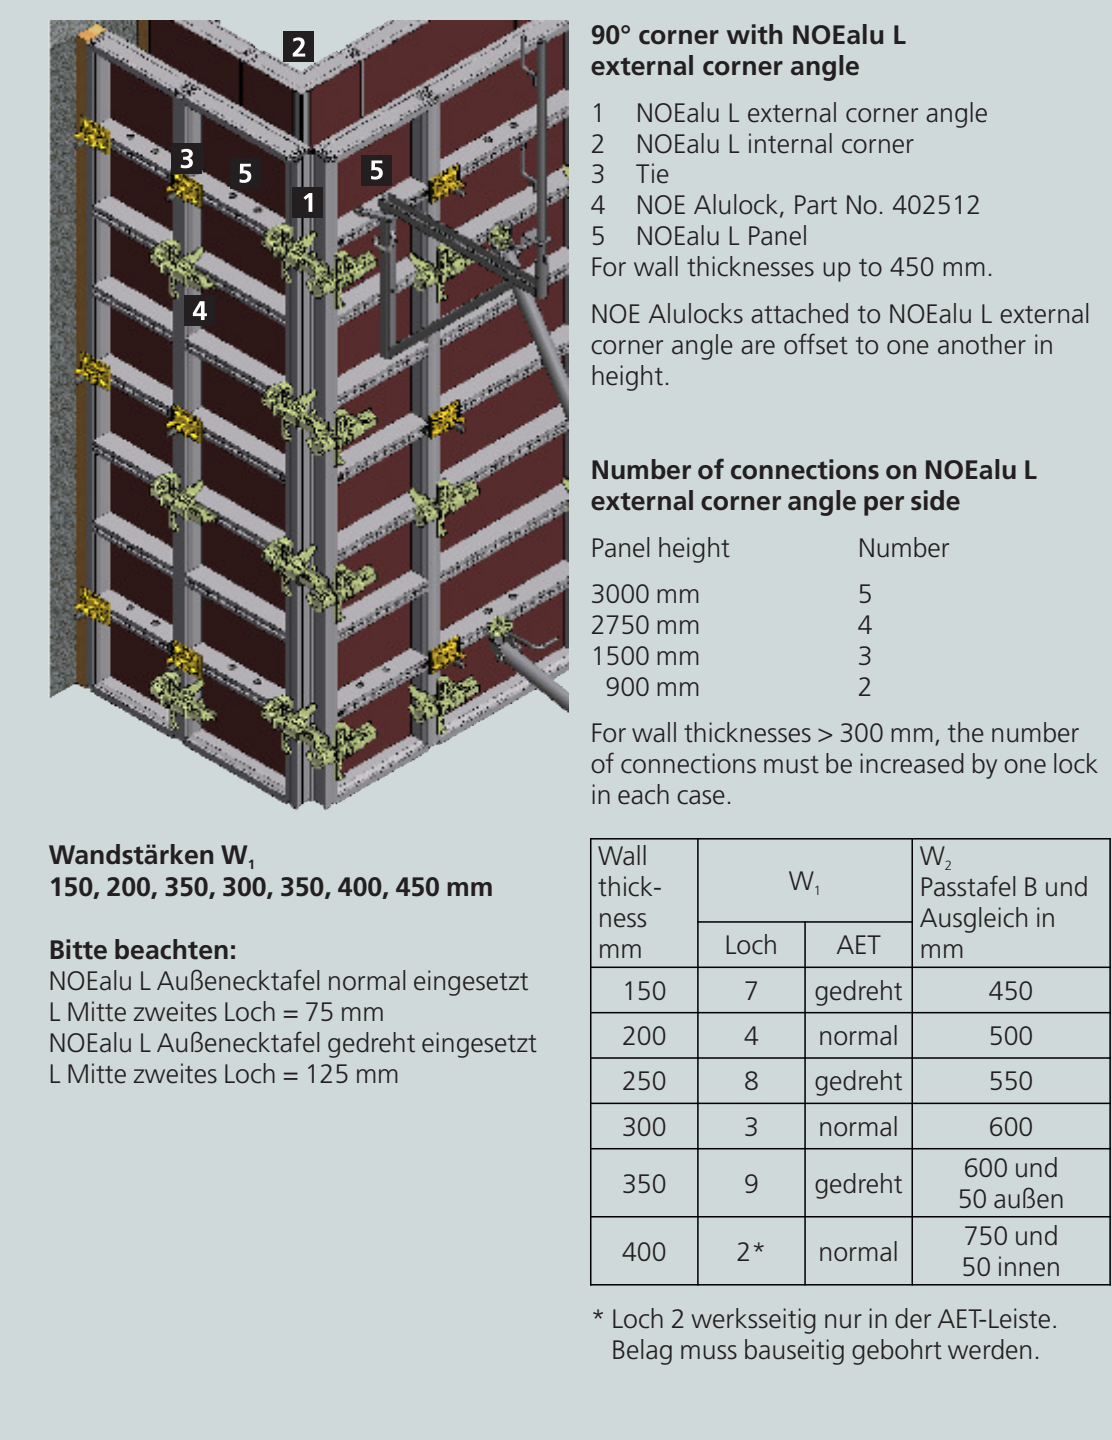 2
3
5
5
1
4
90° corner with NOEalu L
external corner angle
1 NOEalu L external corner angle
2 NOEalu L internal corner
3 Tie
4 NOE Alulock, Part No. 402512
5 NOEalu L Panel
For wall thicknesses up to 450 mm.
NOE Alulocks attached to NOEalu L external
corner angle are offset to one another in
height.
Number of connections on NOEalu L
external corner angle per side
Panel height Number
3000 mm 5
2750 mm 4
1500 mm 3
900 mm 2
For wall thicknesses > 300 mm, the number
of connections must be increased by one lock
in each case.
Wandstärken W₁
150, 200, 350, 300, 350, 400, 450 mm
Bitte beachten:
NOEalu L Außenecktafel normal eingesetzt
L Mitte zweites Loch = 75 mm
NOEalu L Außenecktafel gedreht eingesetzt
L Mitte zweites Loch = 125 mm
Wall
thick-
ness
mm
W₁
Loch AET
W₂
Passtafel B und
Ausgleich in
mm
150 7 gedreht 450
200 4 normal 500
250 8 gedreht 550
300 3 normal 600
350 9 gedreht 600 und
50 außen
400 2* normal 750 und
50 innen
* Loch 2 werksseitig nur in der AET-Leiste.
Belag muss bauseitig gebohrt werden.